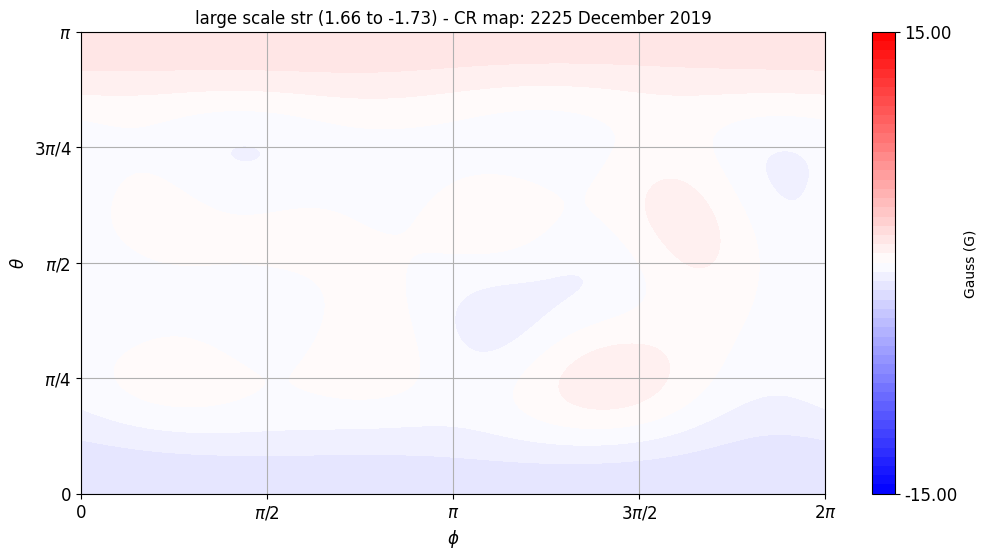 large scale str (1.66 to -1.73) - CR map: 2225 December 2019
π
3π/4
θ
π/2
π/4
0
0 π/2 π 3π/2 2π
ϕ
15.00
Gauss (G)
-15.00